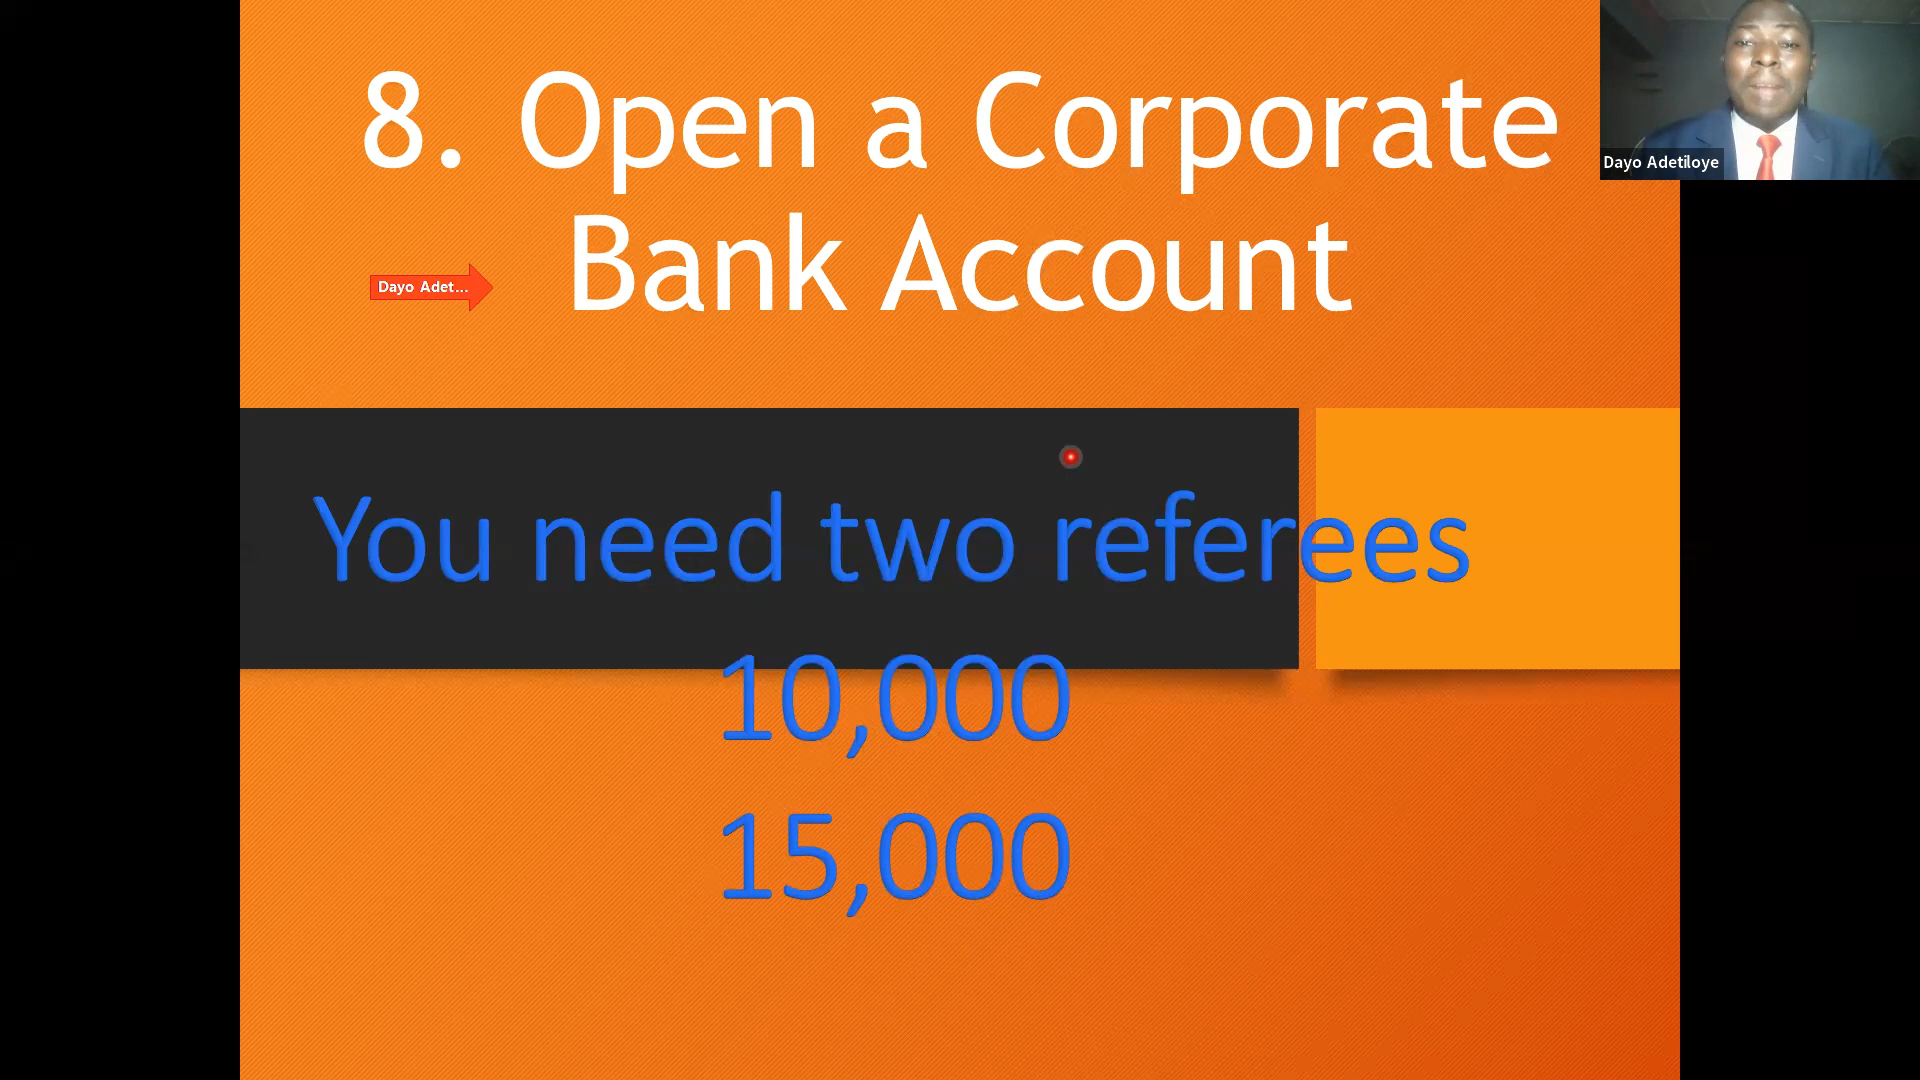 8. Open a Corporate
Bank Account
Dayo Adetiloye
Dayo Adet...
You need two referees
10,000
15,000